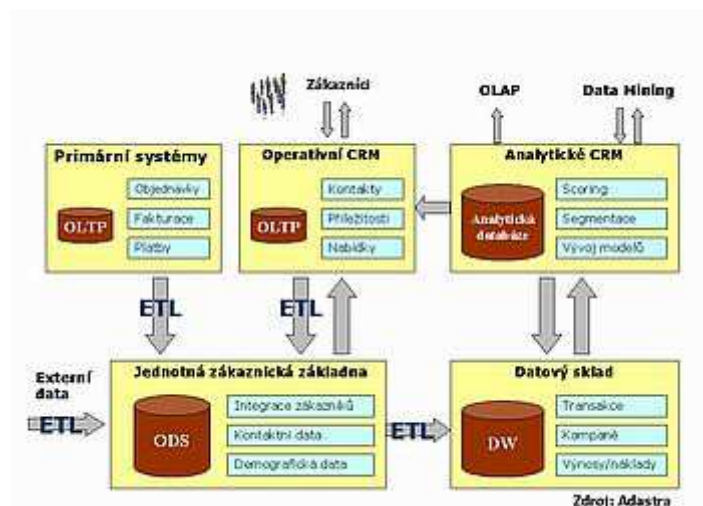 Zákazníci
OLAP
Data Mining
Primární systémy
OLTP
Objednávky
Fakturace
Platby
Operativní CRM
OLTP
Kontakty
Příležitosti
Nabídky
Analytické CRM
Analytická
databáze
Scoring
Segmentace
Vývoj modelů
ETL
ETL
Externí
data
ETL
Jednotná zákaznická základna
ODS
Integrace zákazníků
Kontaktní data
Demografická data
ETL
Datový sklad
DW
Transakce
Kampaně
Výnosy/náklady
Zdroj: Adastra